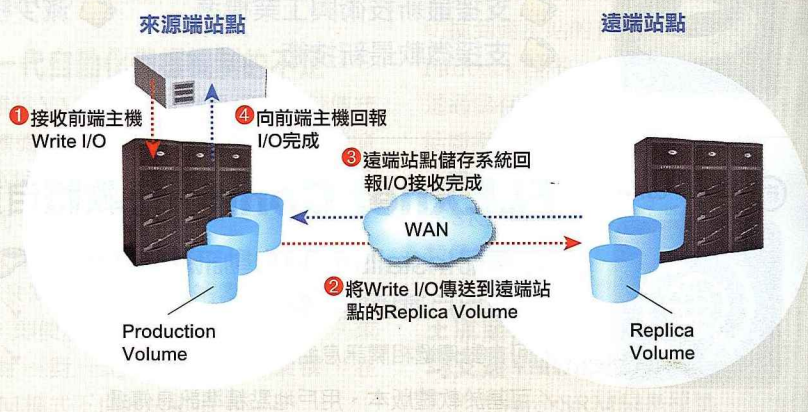 來源端站點
遠端站點
❶接收前端主機
Write I/O
❹向前端主機回報
I/O完成
❸遠端站點儲存系統回
報I/O接收完成
WAN
❷將Write I/O傳送到遠端站
點的Replica Volume
Production
Volume
Replica
Volume